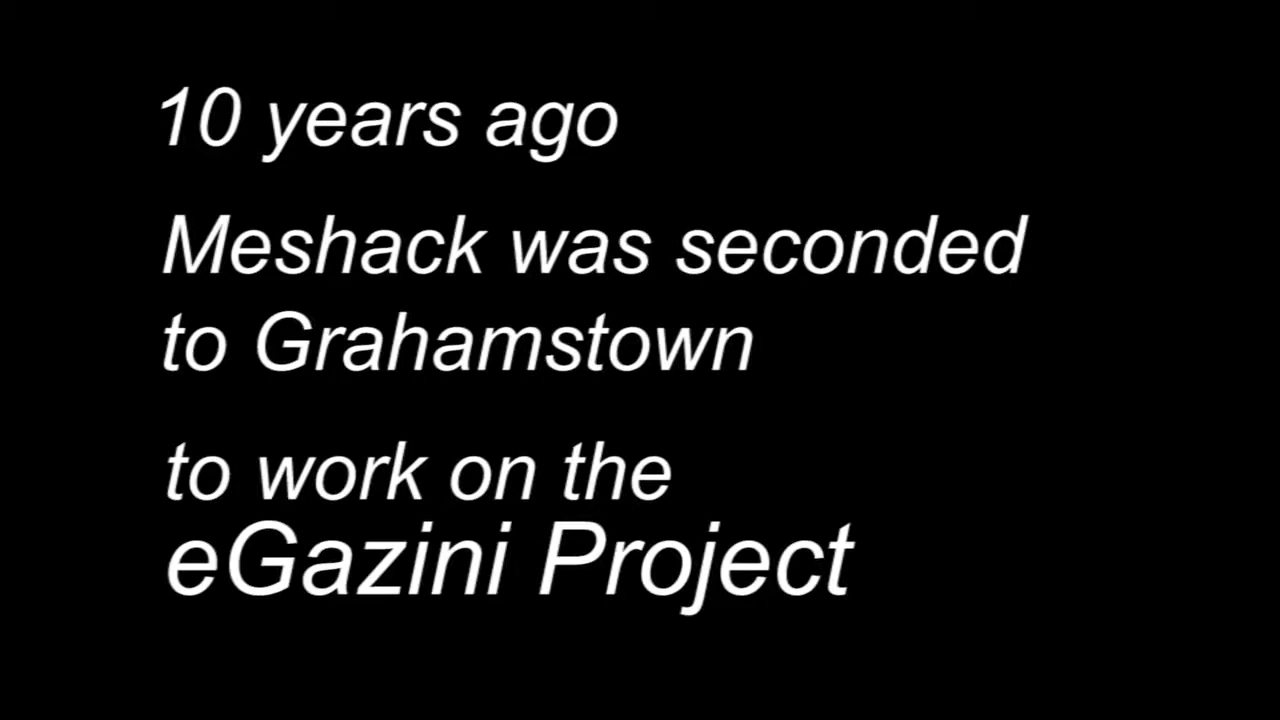 10 years ago
Meshack was seconded
to Grahamstown
to work on the
eGazini Project